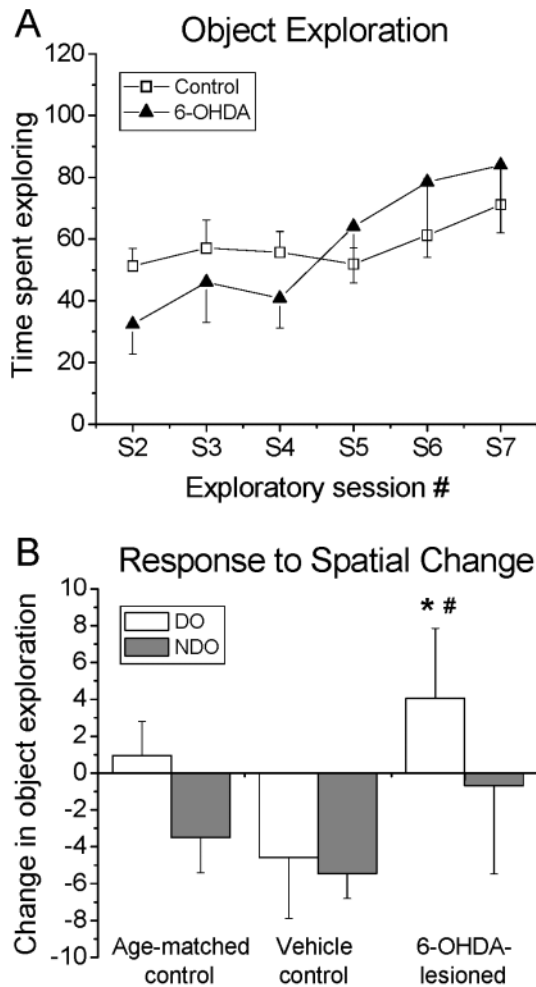 A Object Exploration
120
100
80
60
40
20
0
Time spent exploring
Control
6-OHDA
S2 S3 S4 S5 S6 S7
Exploratory session #
B Response to Spatial Change
10
8
6
4
2
0
-2
-4
-6
-8
-10
Change in object exploration
DO
NDO
* #
Age-matched Vehicle 6-OHDA-
control control lesioned